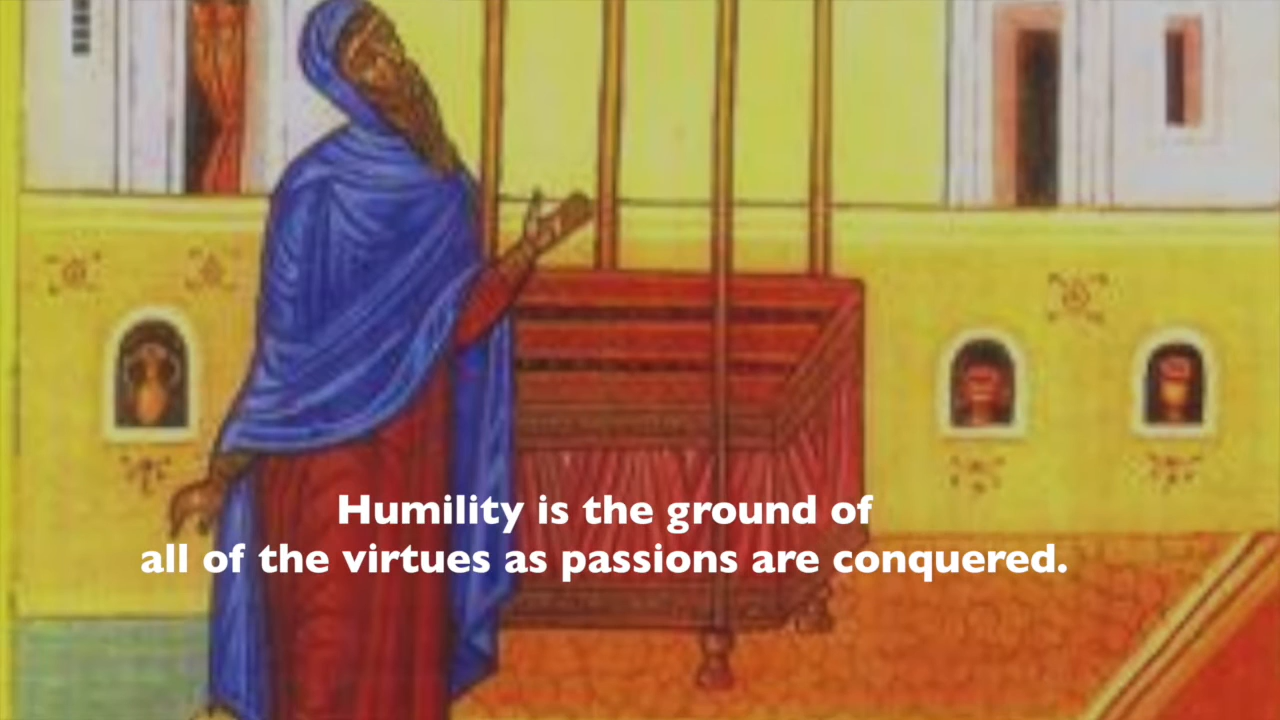 Humility is the ground of
all of the virtues as passions are conquered.